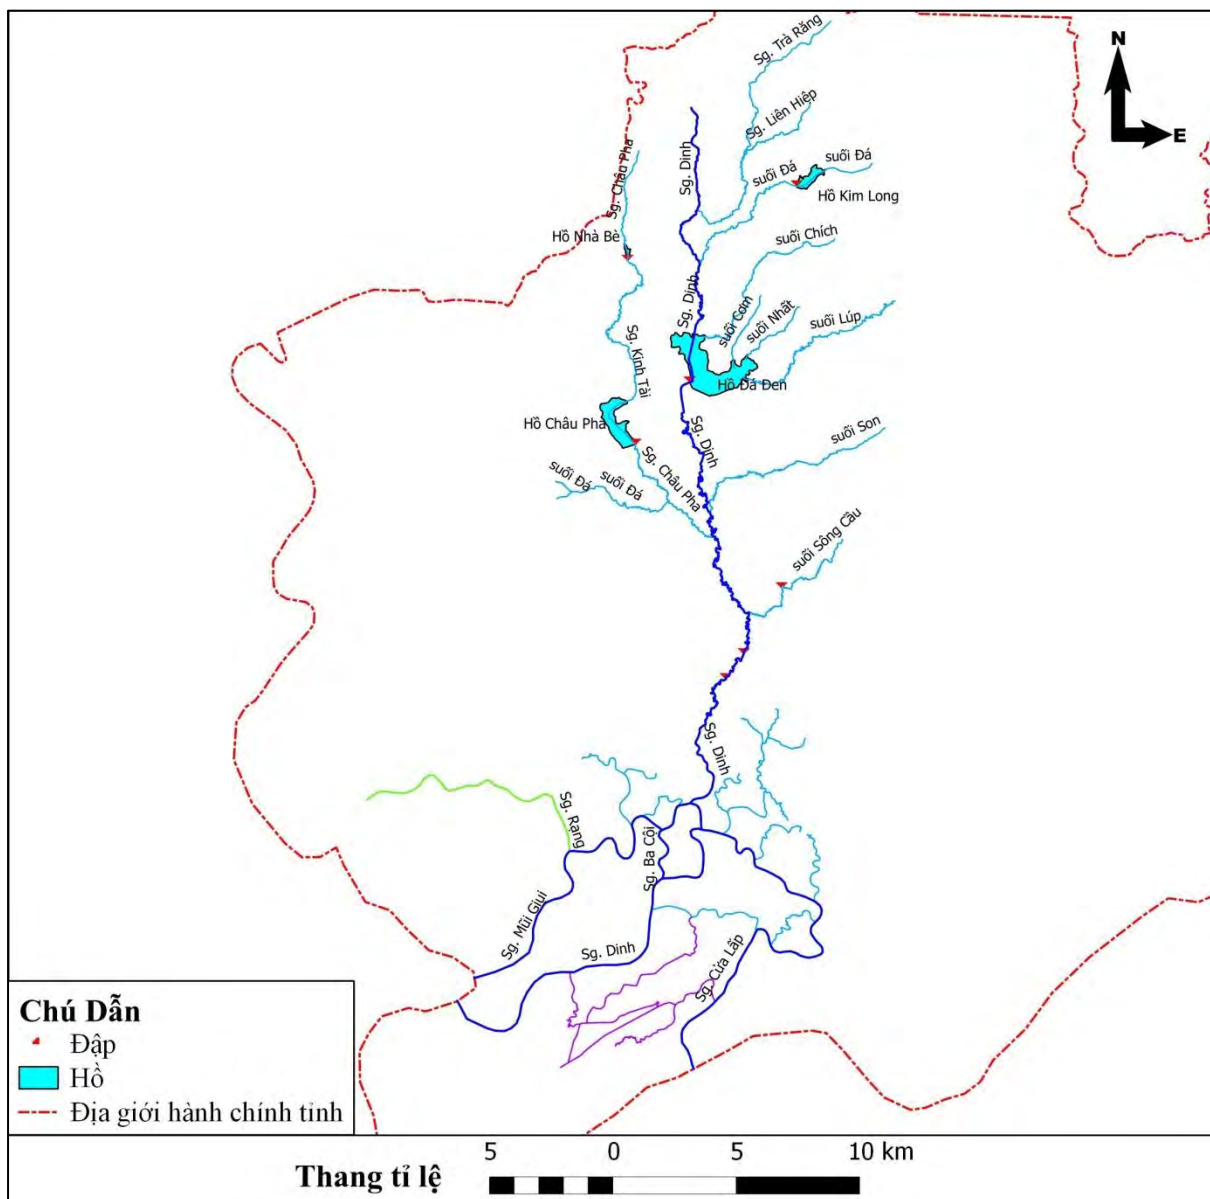 Sg. Trà Răng
N
E
Sg. Liên Hiệp
Sg. Dinh
Sg. Châu Pha
suối Đá
suối Đá
Hồ Kim Long
Hồ Nhà Bè
suối Chích
Sg. Dinh
suối Cơm
suối Nhất
suối Lúp
Sg. Kinh Tài
Hồ Đá Đen
Hồ Châu Pha
Sg. Dinh
suối Son
Sg. Châu Pha
suối Đá
suối Đá
suối Sông Cầu
Sg. Dinh
Sg. Rạng
Sg. Ba Cội
Sg. Mũi Giui
Sg. Dinh
Sg. Cửa Lấp
Chú Dẫn
Đập
Hồ
Địa giới hành chính tỉnh
5 0 5 10 km
Thang tỉ lệ